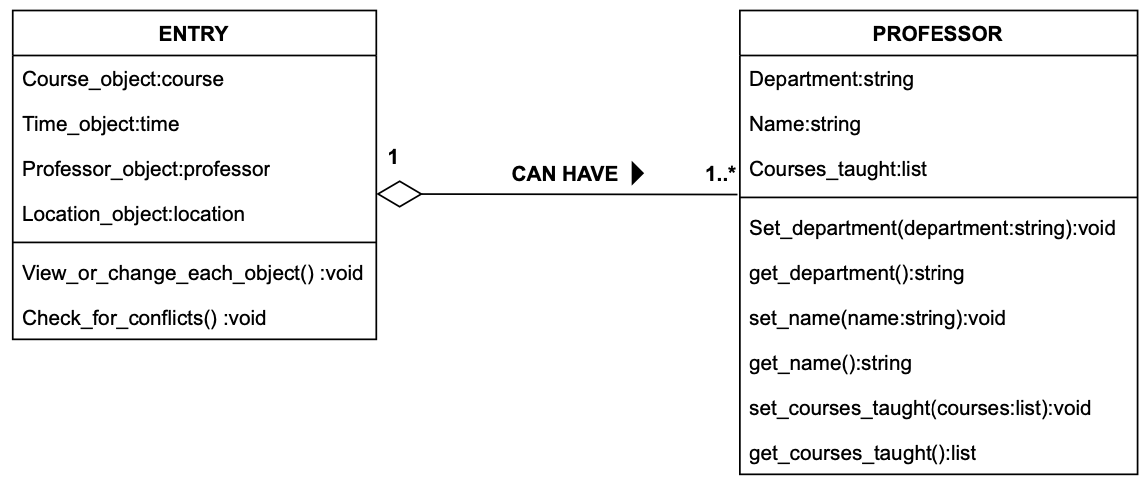 ENTRY
Course_object:course
Time_object:time
Professor_object:professor
Location_object:location
View_or_change_each_object() :void
Check_for_conflicts() :void
1
CAN HAVE
1..*
PROFESSOR
Department:string
Name:string
Courses_taught:list
Set_department(department:string):void
get_department():string
set_name(name:string):void
get_name():string
set_courses_taught(courses:list):void
get_courses_taught():list